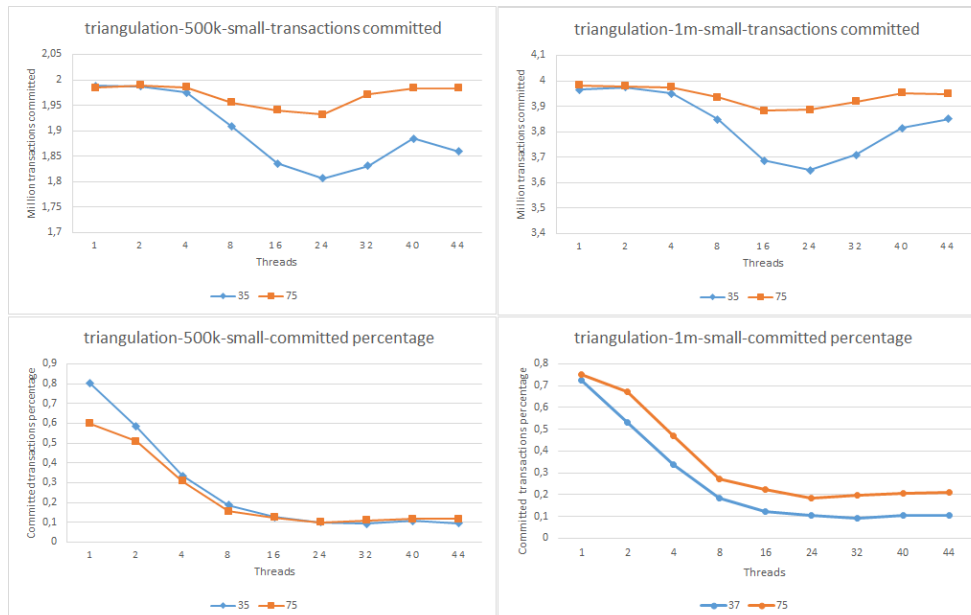 triangulation-500k-small-transactions committed
Million transactions committed
2,05
2
1,95
1,9
1,85
1,8
1,75
1,7
1 2 4 8 16 24 32 40 44
Threads
35 75
triangulation-1m-small-transactions committed
Million transactions committed
4,1
4
3,9
3,8
3,7
3,6
3,5
3,4
1 2 4 8 16 24 32 40 44
Threads
35 75
triangulation-500k-small-committed percentage
Committed transactions percentage
0,9
0,8
0,7
0,6
0,5
0,4
0,3
0,2
0,1
0
1 2 4 8 16 24 32 40 44
Threads
35 75
triangulation-1m-small-committed percentage
Committed transactions percentage
0,8
0,7
0,6
0,5
0,4
0,3
0,2
0,1
0
1 2 4 8 16 24 32 40 44
Threads
37 75